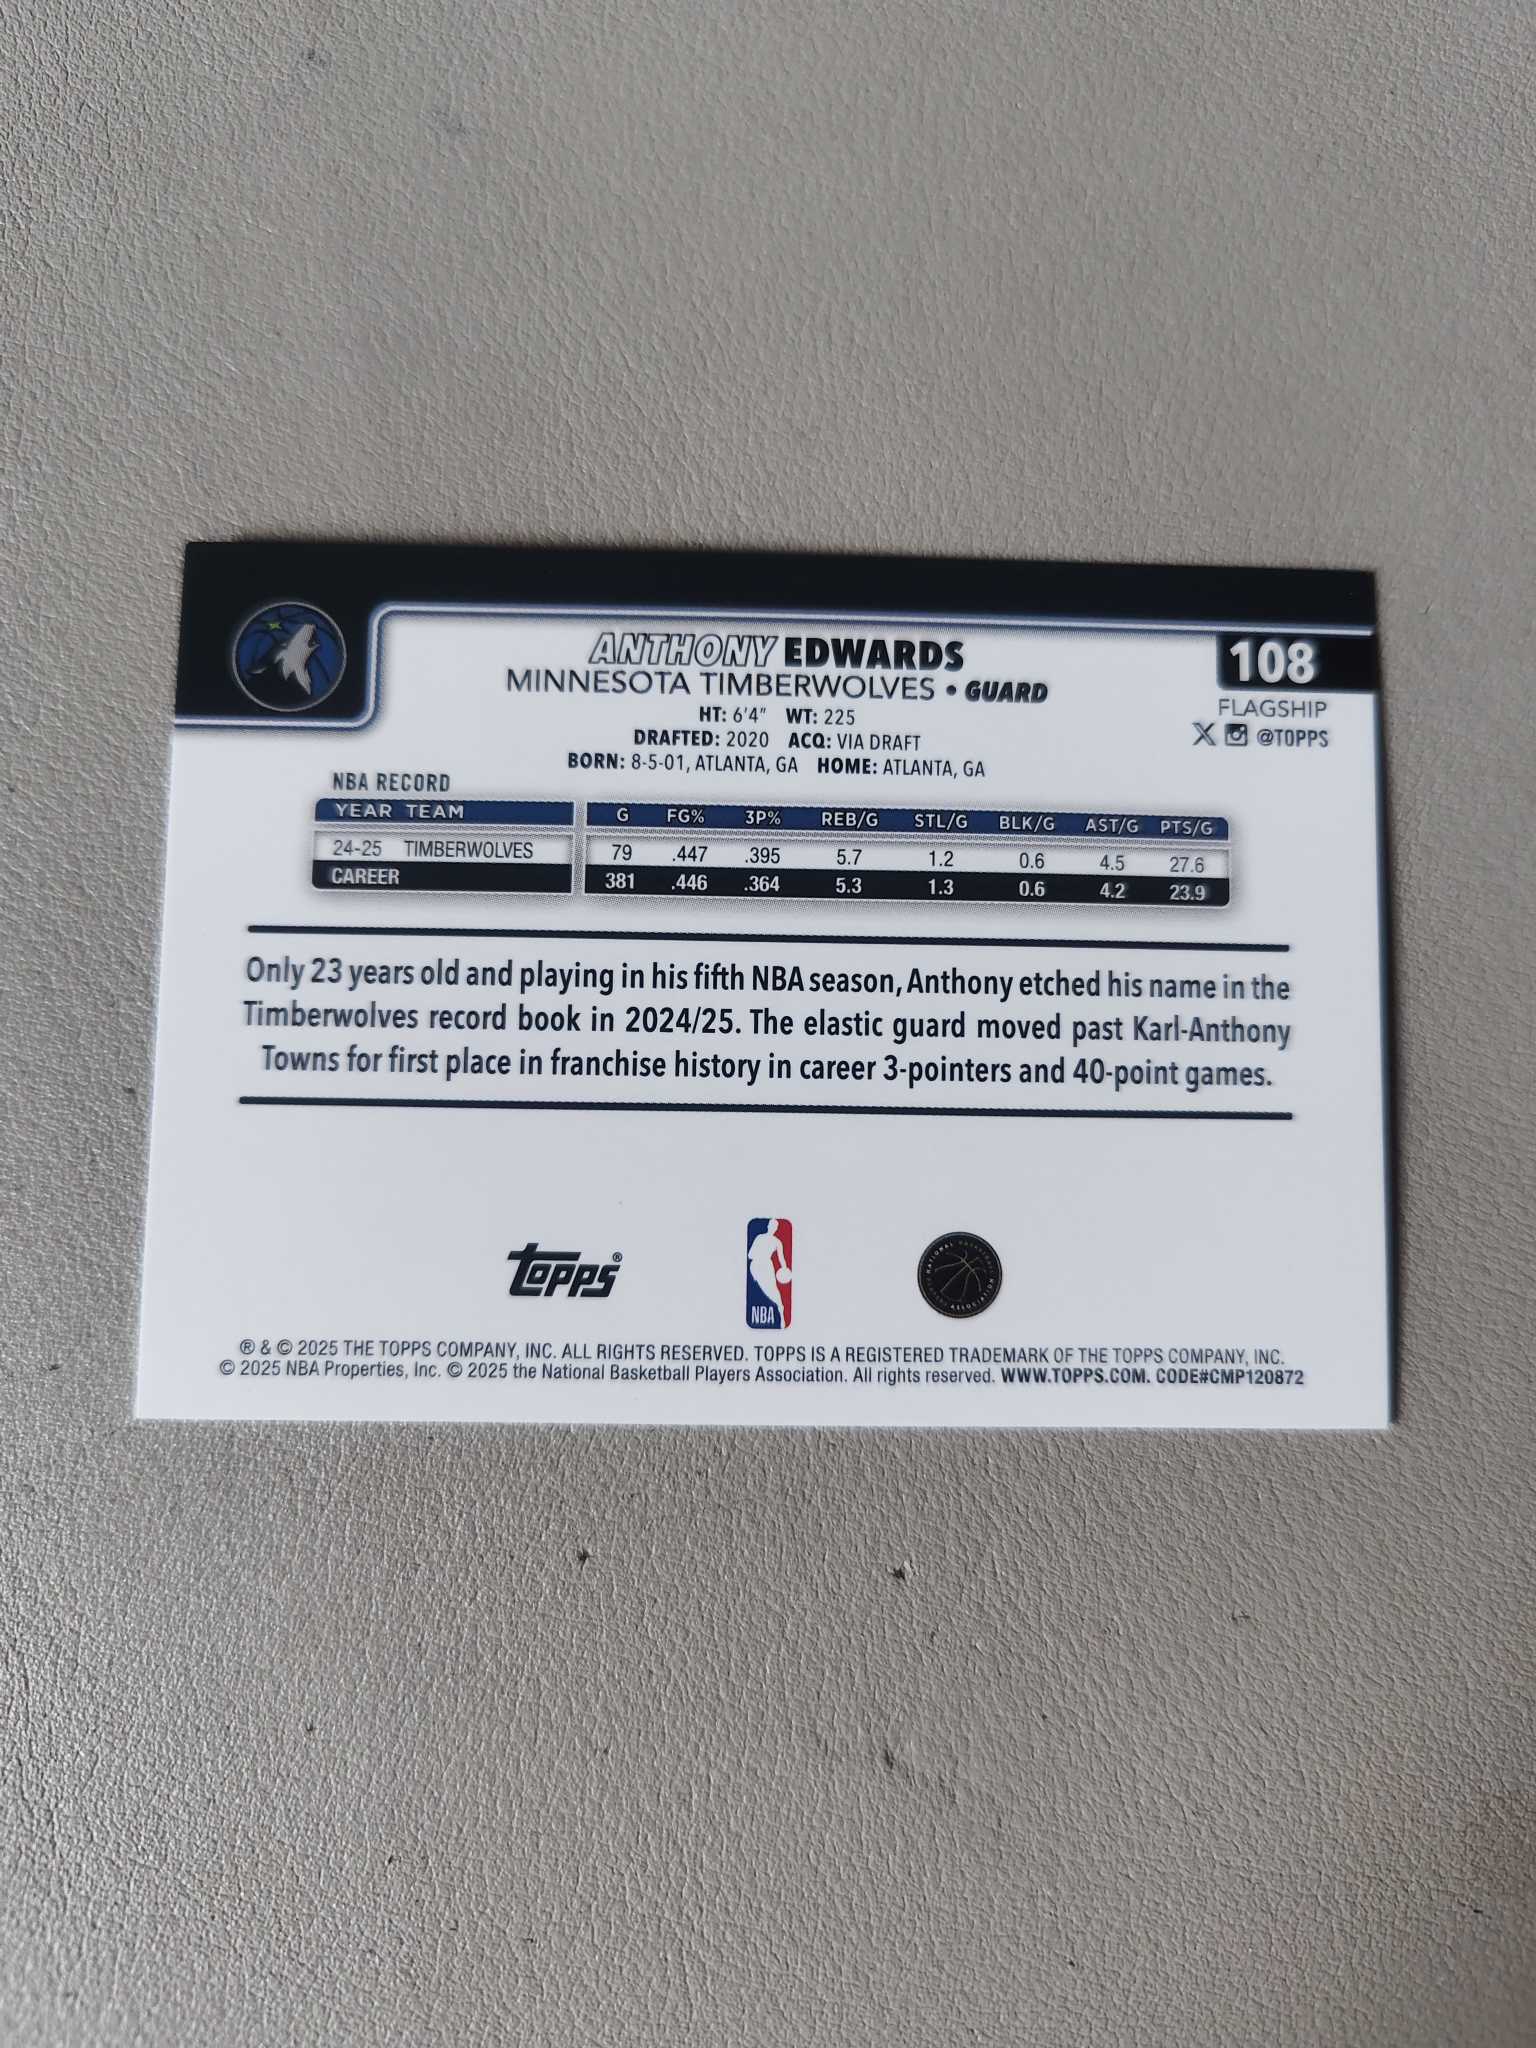 ANTHONY EDWARDS
108
MINNESOTA TIMBERWOLVES • GUARD
FLAGSHIP
HT: 6'4" WT: 225
@TOPPS
DRAFTED: 2020 ACQ: VIA DRAFT
BORN: 8-5-01, ATLANTA, GA HOME: ATLANTA, GA
NBA RECORD
YEAR TEAM G FG% 3P% REB/G STL/G BLK/G AST/G PTS/G
24-25 TIMBERWOLVES 79 .447 .395 5.7 1.2 0.6 4.5 27.6
CAREER 381 .446 .364 5.3 1.3 0.6 4.2 23.9
Only 23 years old and playing in his fifth NBA season, Anthony etched his name in the
Timberwolves record book in 2024/25. The elastic guard moved past Karl-Anthony
Towns for first place in franchise history in career 3-pointers and 40-point games.
topps®
NBA
NATIONAL BASKETBALL PLAYERS ASSOCIATION
® & © 2025 THE TOPPS COMPANY, INC. ALL RIGHTS RESERVED. TOPPS IS A REGISTERED TRADEMARK OF THE TOPPS COMPANY, INC.
© 2025 NBA Properties, Inc. © 2025 the National Basketball Players Association. All rights reserved. WWW.TOPPS.COM. CODE#CMP120872